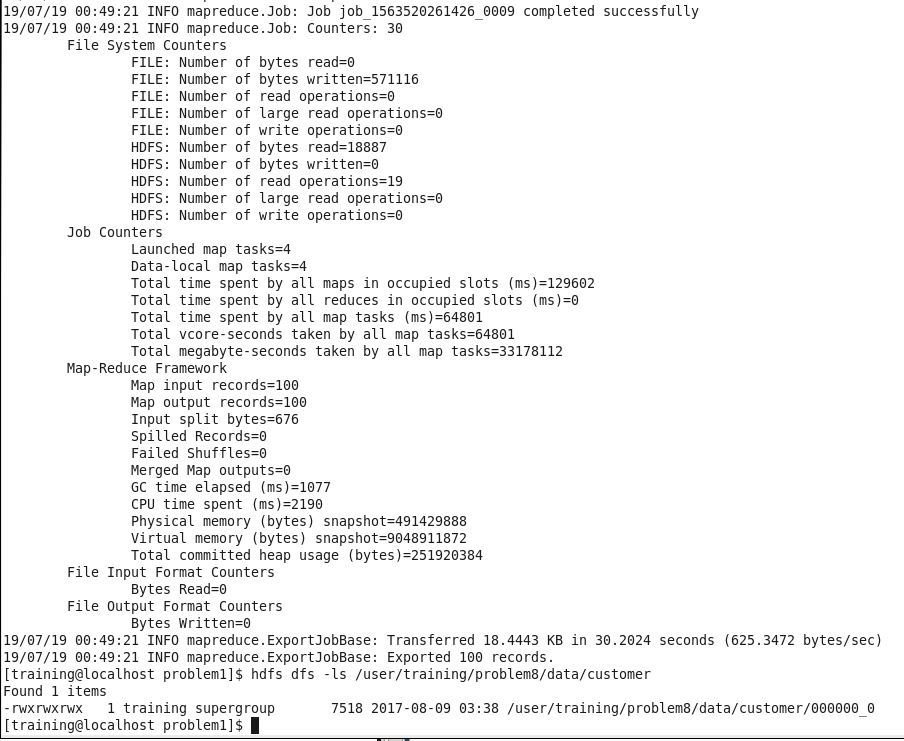 19/07/19 00:49:21 INFO mapreduce.Job: Job job_1563520261426_0009 completed successfully
19/07/19 00:49:21 INFO mapreduce.Job: Counters: 30
File System Counters
FILE: Number of bytes read=0
FILE: Number of bytes written=571116
FILE: Number of read operations=0
FILE: Number of large read operations=0
FILE: Number of write operations=0
HDFS: Number of bytes read=18887
HDFS: Number of bytes written=0
HDFS: Number of read operations=19
HDFS: Number of large read operations=0
HDFS: Number of write operations=0
Job Counters
Launched map tasks=4
Data-local map tasks=4
Total time spent by all maps in occupied slots (ms)=129602
Total time spent by all reduces in occupied slots (ms)=0
Total time spent by all map tasks (ms)=64801
Total vcore-seconds taken by all map tasks=64801
Total megabyte-seconds taken by all map tasks=33178112
Map-Reduce Framework
Map input records=100
Map output records=100
Input split bytes=676
Spilled Records=0
Failed Shuffles=0
Merged Map outputs=0
GC time elapsed (ms)=1077
CPU time spent (ms)=2190
Physical memory (bytes) snapshot=491429888
Virtual memory (bytes) snapshot=9048911872
Total committed heap usage (bytes)=251920384
File Input Format Counters
Bytes Read=0
File Output Format Counters
Bytes Written=0
19/07/19 00:49:21 INFO mapreduce.ExportJobBase: Transferred 18.4443 KB in 30.2024 seconds (625.3472 bytes/sec)
19/07/19 00:49:21 INFO mapreduce.ExportJobBase: Exported 100 records.
[training@localhost problem1]$ hdfs dfs -ls /user/training/problem8/data/customer
Found 1 items
-rwxrwxrwx   1 training supergroup       7518 2017-08-09 03:38 /user/training/problem8/data/customer/000000_0
[training@localhost problem1]$